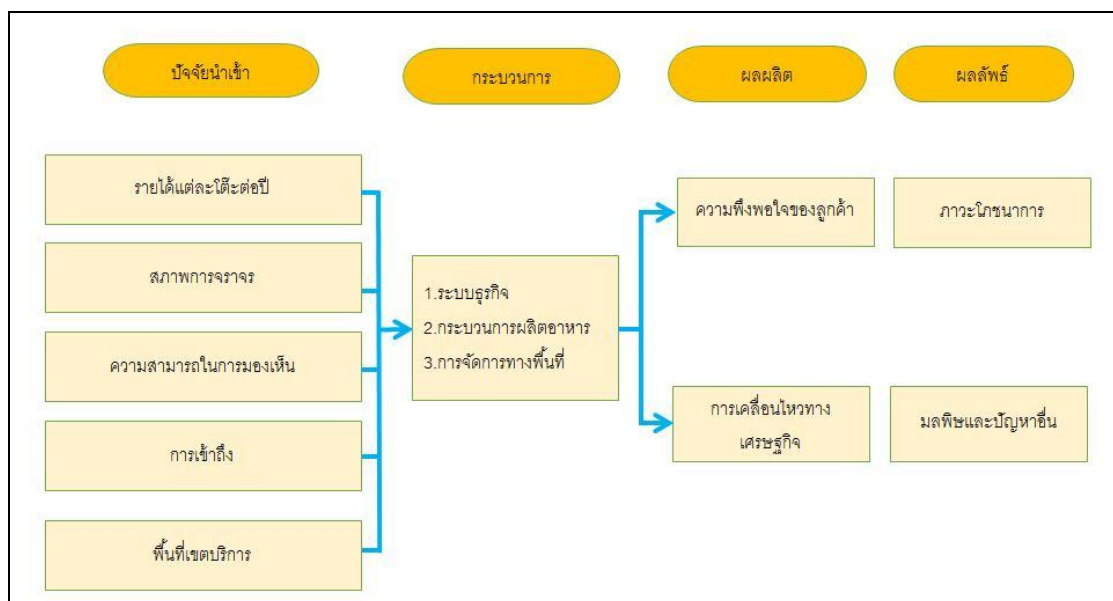 ปัจจัยนำเข้า
กระบวนการ
ผลผลิต
ผลลัพธ์
รายได้แต่ละโต๊ะต่อปี
สภาพการจราจร
ความสามารถในการมองเห็น
การเข้าถึง
พื้นที่เขตบริการ
1.ระบบธุรกิจ
2.กระบวนการผลิตอาหาร
3.การจัดการทางพื้นที่
ความพึงพอใจของลูกค้า
ภาวะโภชนาการ
การเคลื่อนไหวทาง
เศรษฐกิจ
มลพิษและปัญหาอื่น